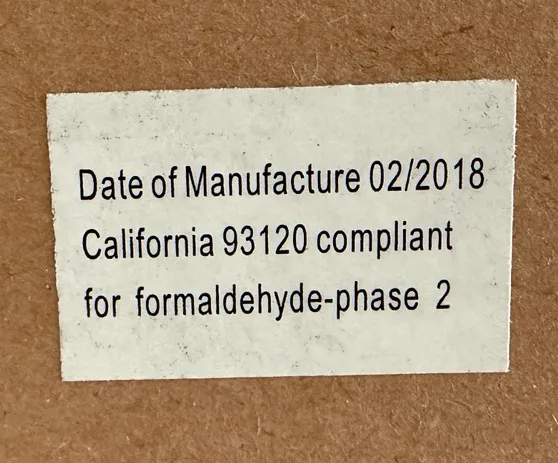 Date of Manufacture 02/2018
California 93120 compliant
for formaldehyde-phase 2